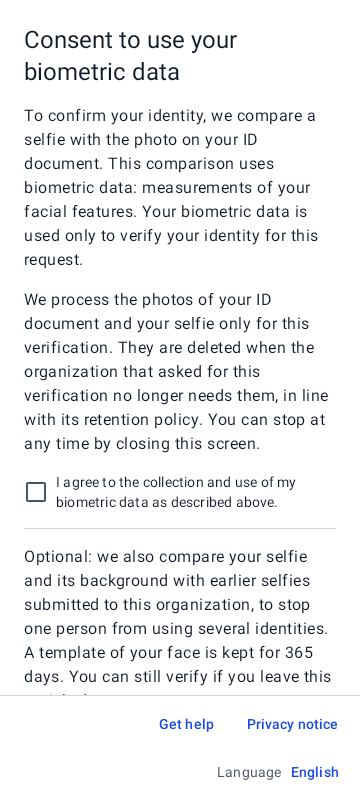 Consent to use your
biometric data
To confirm your identity, we compare a
selfie with the photo on your ID
document. This comparison uses
biometric data: measurements of your
facial features. Your biometric data is
used only to verify your identity for this
request.
We process the photos of your ID
document and your selfie only for this
verification. They are deleted when the
organization that asked for this
verification no longer needs them, in line
with its retention policy. You can stop at
any time by closing this screen.
I agree to the collection and use of my
biometric data as described above.
Optional: we also compare your selfie
and its background with earlier selfies
submitted to this organization, to stop
one person from using several identities.
A template of your face is kept for 365
days. You can still verify if you leave this
Get help Privacy notice
Language English